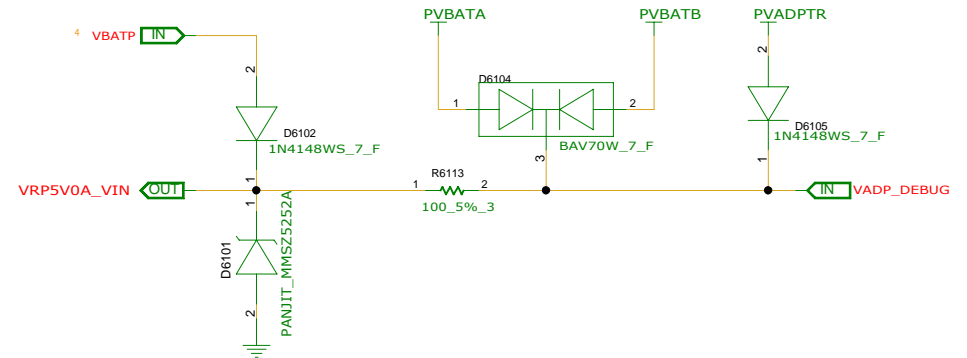 PVBATA
PVBATB
PVADPTR
4
VBATP
IN
2
2
D6104
1
2
D6102
1N4148WS_7_F
D6105
1N4148WS_7_F
BAV70W_7_F
3
1
1
VRP5V0A_VIN
OUT
1
R6113
2
IN
VADP_DEBUG
100_5%_3
1
D6101
PANJIT_MMSZ5252A
2